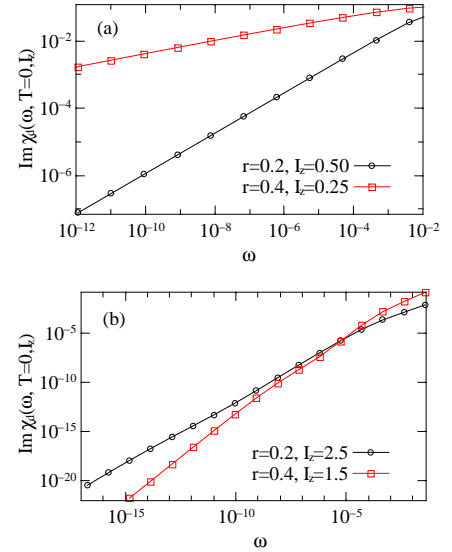 (a)
10⁻²
10⁻⁴
10⁻⁶
Im χd(ω, T=0,Iz)
r=0.2, Iz=0.50
r=0.4, Iz=0.25
10⁻¹² 10⁻¹⁰ 10⁻⁸ 10⁻⁶ 10⁻⁴ 10⁻²
ω
(b)
10⁻⁵
10⁻¹⁰
10⁻¹⁵
10⁻²⁰
Im χd(ω, T=0,Iz)
r=0.2, Iz=2.5
r=0.4, Iz=1.5
10⁻¹⁵ 10⁻¹⁰ 10⁻⁵
ω